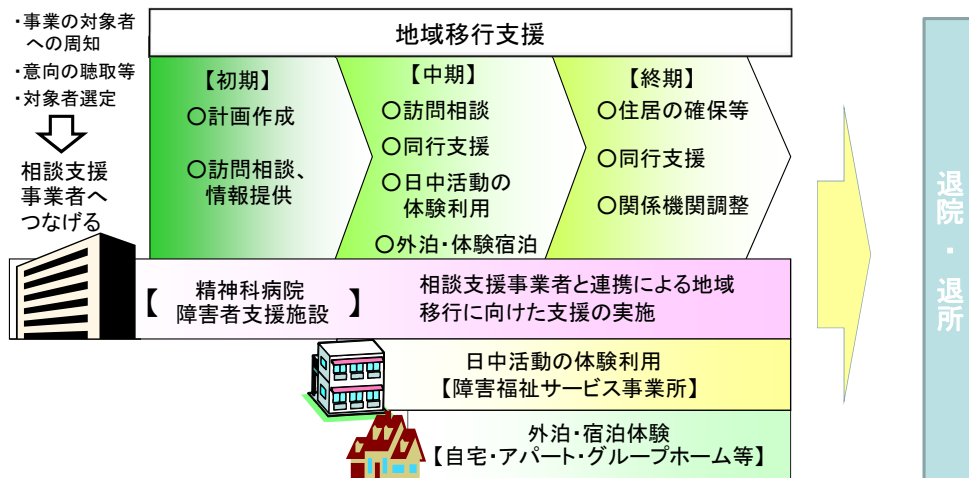 ・事業の対象者
への周知
・意向の聴取等
・対象者選定
相談支援
事業者へ
つなげる
地域移行支援
【初期】
○計画作成
○訪問相談、
情報提供
【中期】
○訪問相談
○同行支援
○日中活動の
体験利用
○外泊・体験宿泊
【終期】
○住居の確保等
○同行支援
○関係機関調整
【 精神科病院
障害者支援施設 】
相談支援事業者と連携による地域
移行に向けた支援の実施
日中活動の体験利用
【障害福祉サービス事業所】
外泊・宿泊体験
【自宅・アパート・グループホーム等】
退院・退所